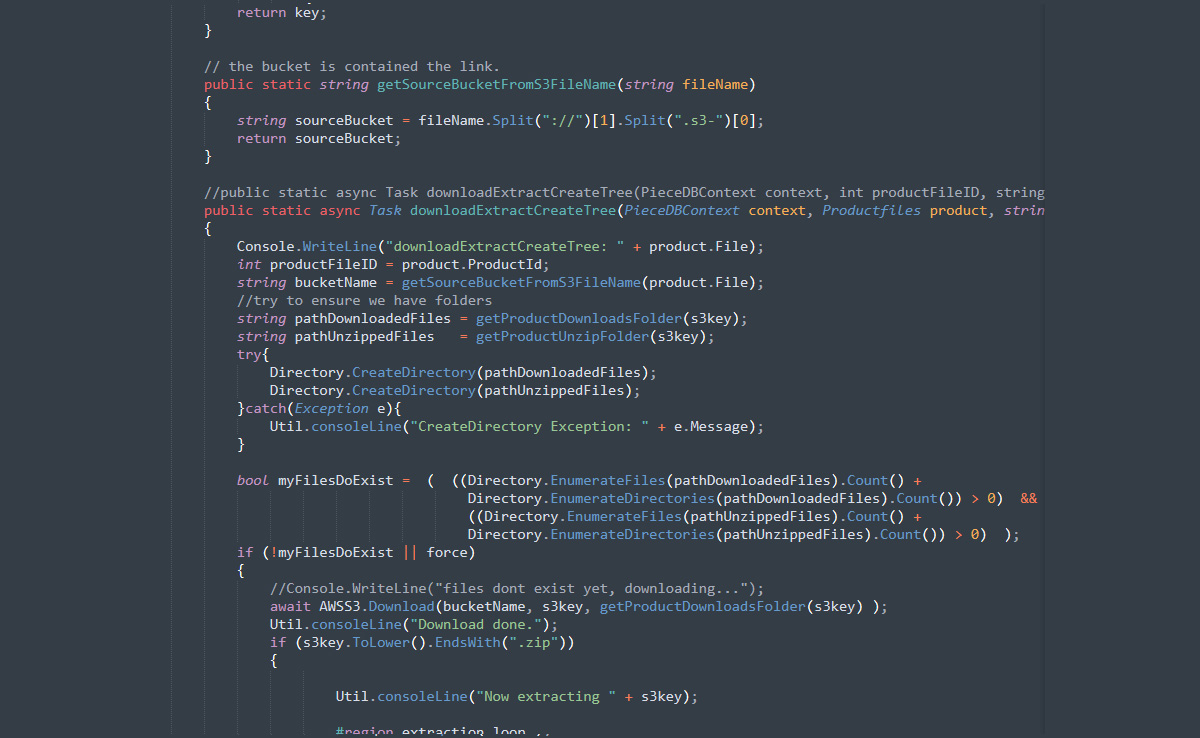 return key;
}
// the bucket is contained the link.
public static string getSourceBucketFromS3FileName(string fileName)
{
string sourceBucket = fileName.Split("://")[1].Split(".s3-")[0];
return sourceBucket;
}
//public static async Task downloadExtractCreateTree(PieceDBContext context, int productFileID, string
public static async Task downloadExtractCreateTree(PieceDBContext context, Productfiles product, strin
{
Console.WriteLine("downloadExtractCreateTree: " + product.File);
int productFileID = product.ProductId;
string bucketName = getSourceBucketFromS3FileName(product.File);
//try to ensure we have folders
string pathDownloadedFiles = getProductDownloadsFolder(s3key);
string pathUnzippedFiles   = getProductUnzipFolder(s3key);
try{
Directory.CreateDirectory(pathDownloadedFiles);
Directory.CreateDirectory(pathUnzippedFiles);
}catch(Exception e){
Util.consoleLine("CreateDirectory Exception: " + e.Message);
}
bool myFilesDoExist =  (  ((Directory.EnumerateFiles(pathDownloadedFiles).Count() +
Directory.EnumerateDirectories(pathDownloadedFiles).Count()) > 0)  &&
((Directory.EnumerateFiles(pathUnzippedFiles).Count() +
Directory.EnumerateDirectories(pathUnzippedFiles).Count()) > 0)  );
if (!myFilesDoExist || force)
{
//Console.WriteLine("files dont exist yet, downloading...");
await AWSS3.Download(bucketName, s3key, getProductDownloadsFolder(s3key) );
Util.consoleLine("Download done.");
if (s3key.ToLower().EndsWith(".zip"))
{
Util.consoleLine("Now extracting " + s3key);
#region extraction loop